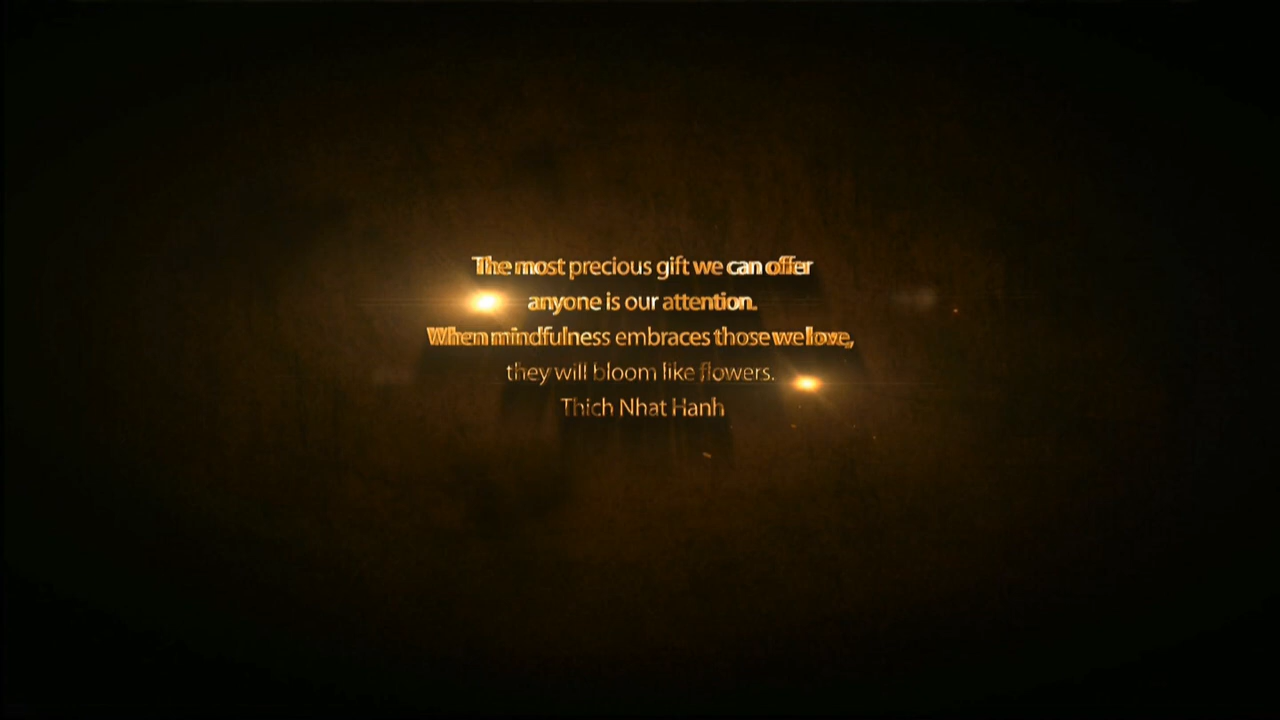 The most precious gift we can offer
anyone is our attention.
When mindfulness embraces those we love,
they will bloom like flowers.
Thich Nhat Hanh